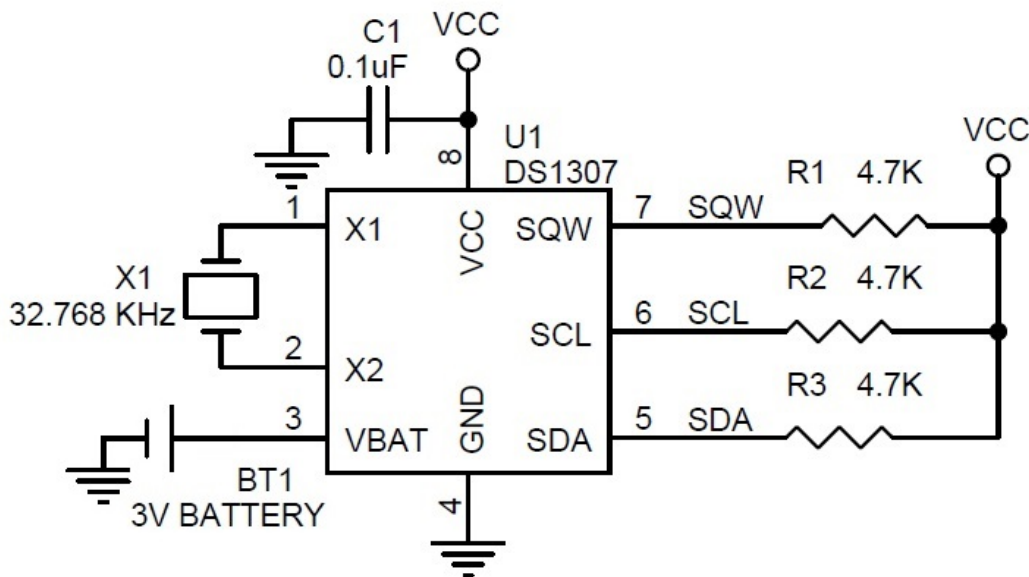 VCC
C1
0.1uF
8
U1
DS1307
VCC
1
X1
VCC
SQW
7
SQW
R1 4.7K
X1
32.768 KHz
R2 4.7K
SCL
6
SCL
2
X2
R3 4.7K
3
VBAT
GND
SDA
5
SDA
BT1
3V BATTERY
4